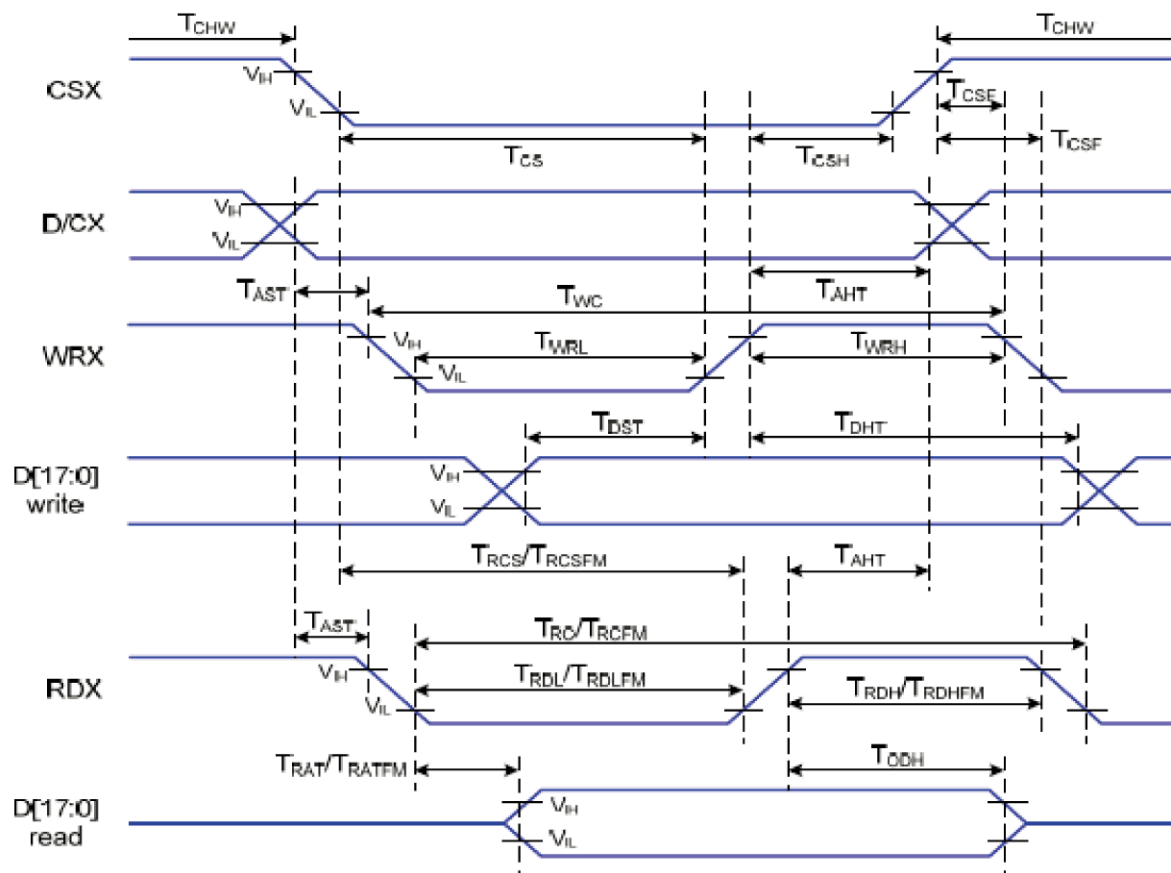 TCHW TCHW
CSX VIH
VIL
TCSE
TCS TCSH TCSF
D/CX VIH
VIL
TAST TWC TAHT
WRX VIH TWRL TWRH
VIL
TDST TDHT
D[17:0] VIH
write VIL
TRCS/TRCSFM TAHT
TAST TRC/TRCFM
RDX VIH TRDL/TRDLFM TRDH/TRDHFM
VIL
TRAT/TRATFM TODH
D[17:0] VIH
read VIL